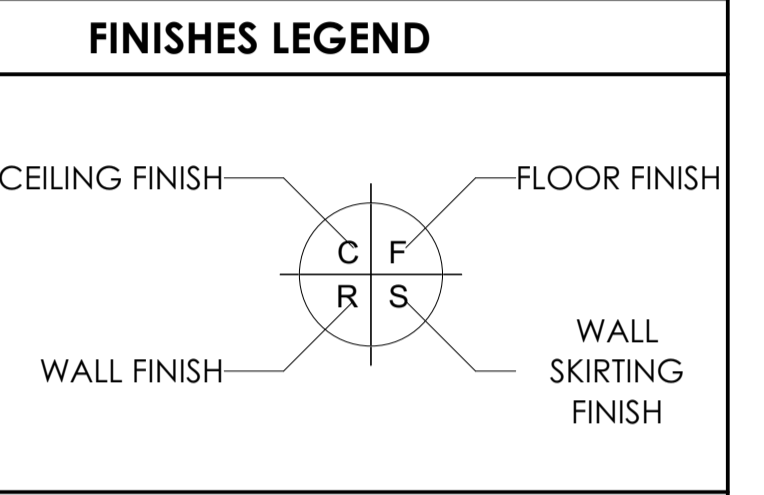 FINISHES LEGEND
CEILING FINISH
FLOOR FINISH
C F
R S
WALL FINISH
WALL
SKIRTING
FINISH